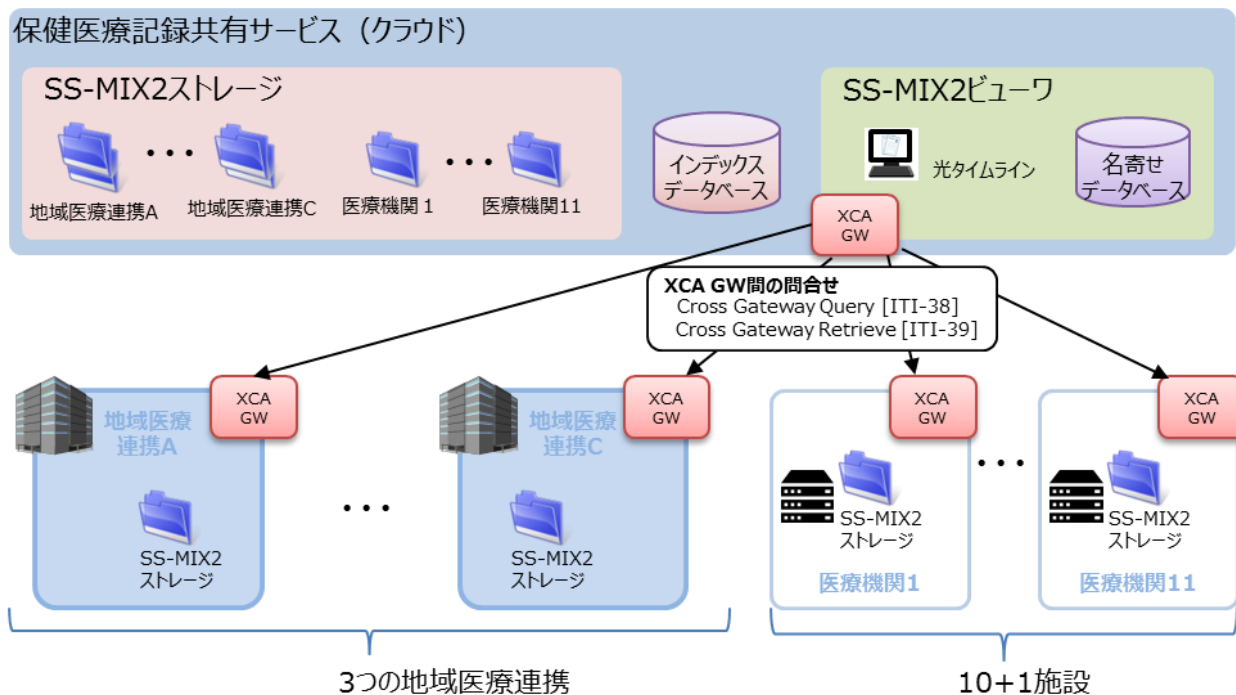 保健医療記録共有サービス（クラウド）
SS-MIX2ストレージ
地域医療連携A
・・・
地域医療連携C
医療機関１
・・・
医療機関11
インデックス
データベース
SS-MIX2ビューワ
光タイムライン
名寄せ
データベース
XCA
GW
XCA GW間の問合せ
Cross Gateway Query [ITI-38]
Cross Gateway Retrieve [ITI-39]
地域医療
連携A
XCA
GW
SS-MIX2
ストレージ
・・・
地域医療
連携C
XCA
GW
SS-MIX2
ストレージ
XCA
GW
SS-MIX2
ストレージ
医療機関1
・・・
XCA
GW
SS-MIX2
ストレージ
医療機関11
3つの地域医療連携
10+1施設